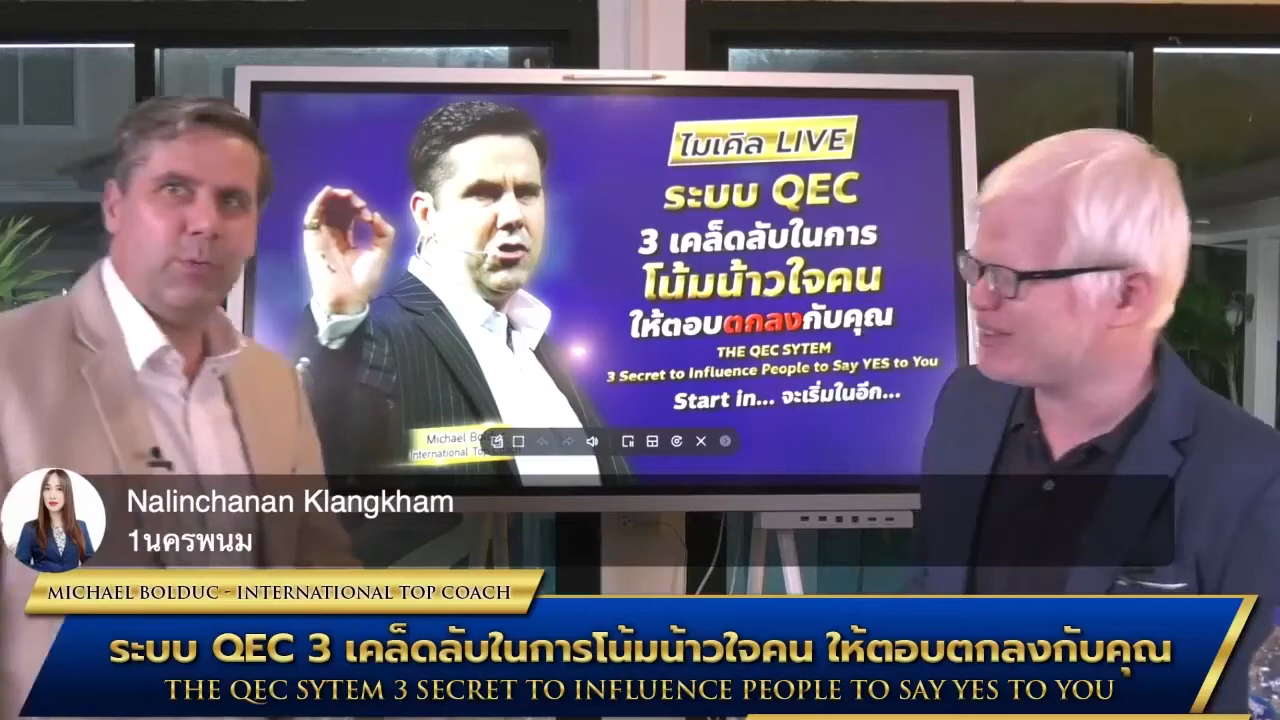 ไมเคิล LIVE
ระบบ QEC
3 เคล็ดลับในการ
โน้มน้าวใจคน
ให้ตอบตกลงกับคุณ
THE QEC SYTEM
3 Secret to Influence People to Say YES to You
Start in... จะเริ่มในอีก...
Michael
International Top Coach
Nalinchanan Klangkham
1นครพนม
MICHAEL BOLDUC - INTERNATIONAL TOP COACH
ระบบ QEC 3 เคล็ดลับในการโน้มน้าวใจคน ให้ตอบตกลงกับคุณ
THE QEC SYTEM 3 SECRET TO INFLUENCE PEOPLE TO SAY YES TO YOU